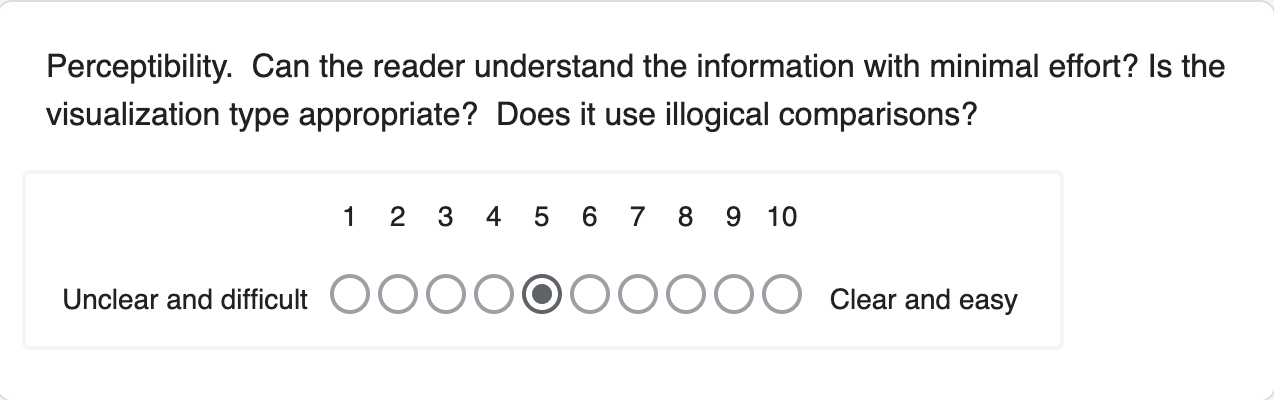 Perceptibility.  Can the reader understand the information with minimal effort? Is the
visualization type appropriate?  Does it use illogical comparisons?
1 2 3 4 5 6 7 8 9 10
Unclear and difficult Clear and easy